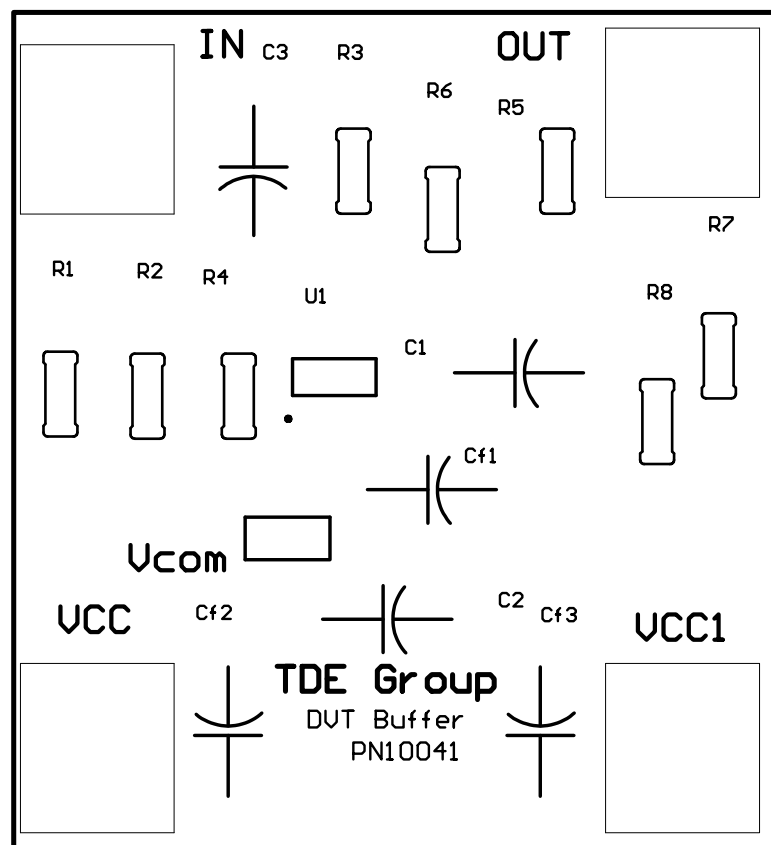 IN
C3
R3
OUT
R6
R5
R7
R1
R2
R4
U1
R8
C1
Cf1
Vcom
VCC
Cf2
C2
Cf3
VCC1
TDE Group
DVT Buffer
PN10041